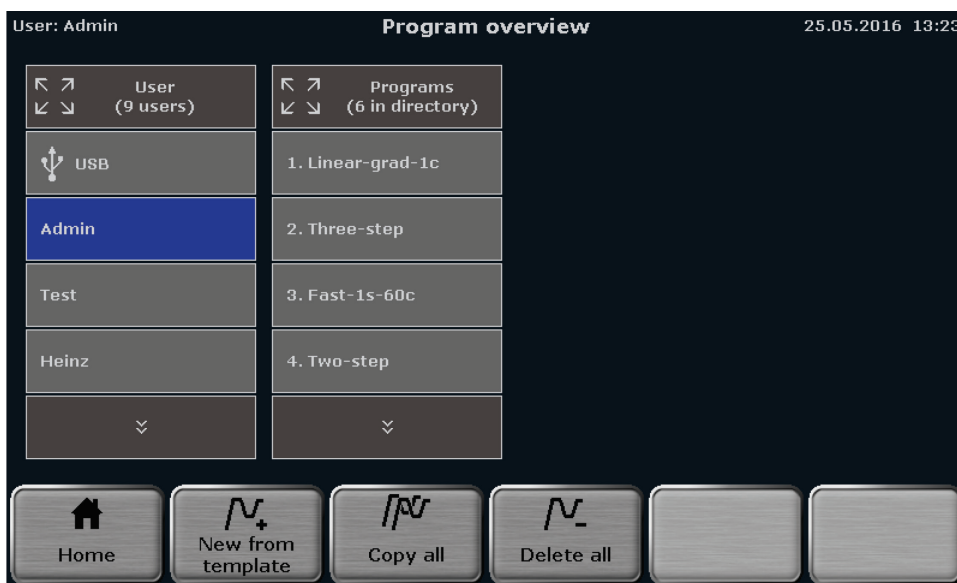 User: Admin
Program overview
25.05.2016 13:23
User
(9 users)
Programs
(6 in directory)
USB
1. Linear-grad-1c
Admin
2. Three-step
Test
3. Fast-1s-60c
Heinz
4. Two-step
Home
New from
template
Copy all
Delete all